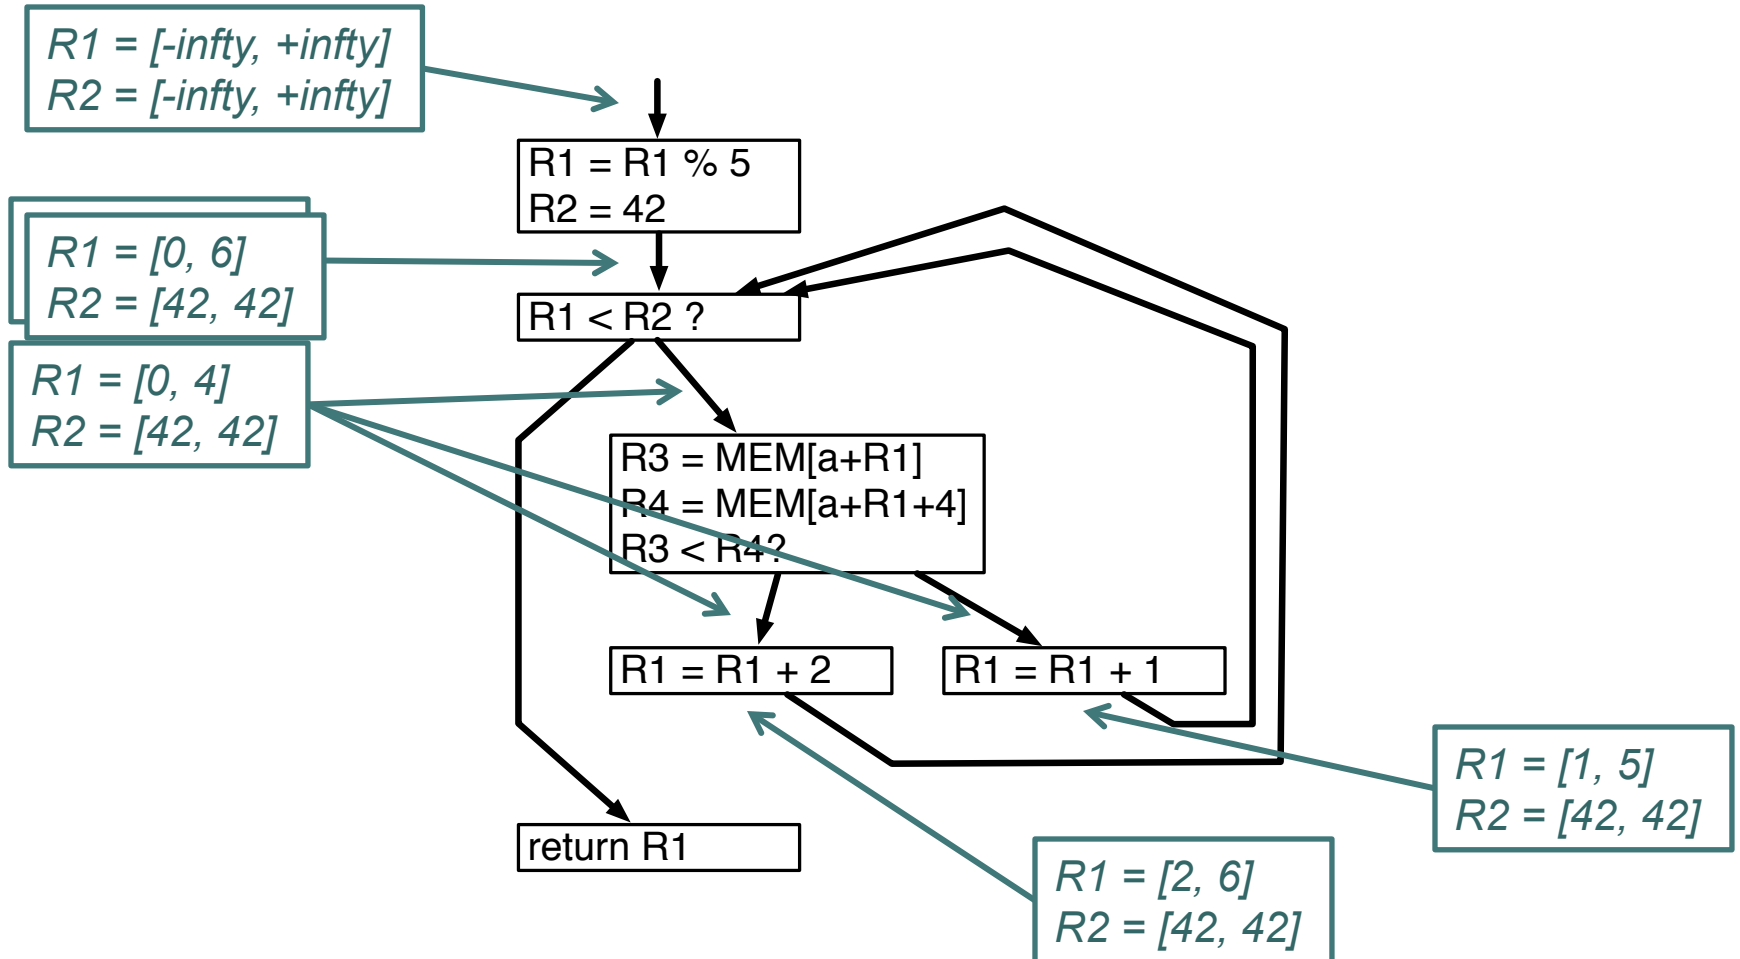 R1 = [-infty, +infty]
R2 = [-infty, +infty]
R1 = R1 % 5
R2 = 42
R1 = [0, 6]
R2 = [42, 42]
R1 < R2 ?
R1 = [0, 4]
R2 = [42, 42]
R3 = MEM[a+R1]
R4 = MEM[a+R1+4]
R3 < R4?
R1 = R1 + 2
R1 = R1 + 1
R1 = [1, 5]
R2 = [42, 42]
return R1
R1 = [2, 6]
R2 = [42, 42]